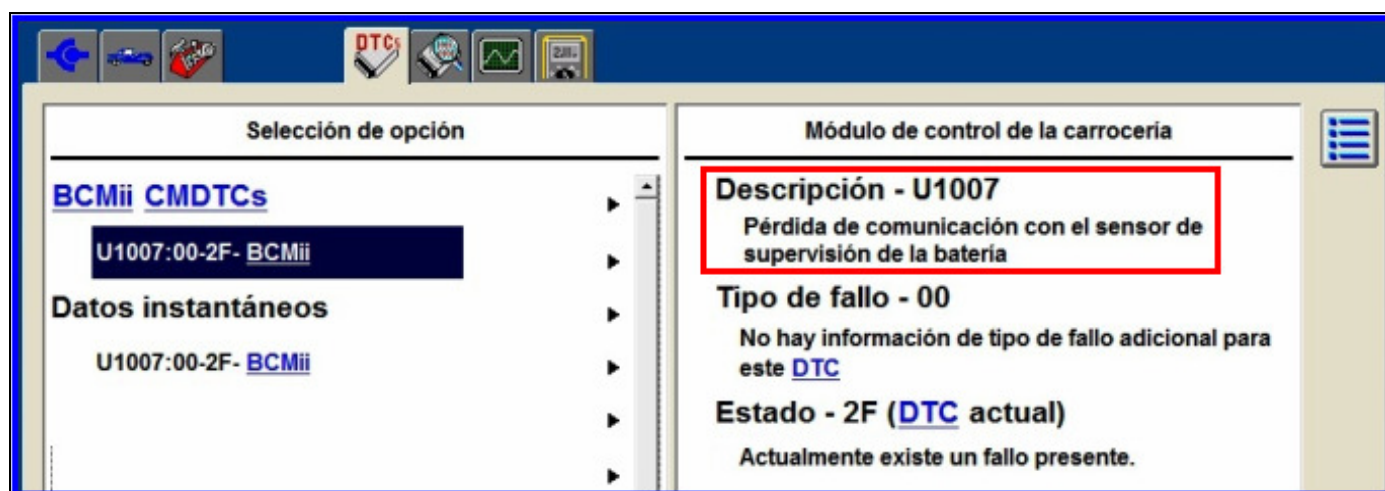 DTCs
Selección de opción
BCMii CMDTCs
U1007:00-2F- BCMii
Datos instantáneos
U1007:00-2F- BCMii
Módulo de control de la carrocería
Descripción - U1007
Pérdida de comunicación con el sensor de
supervisión de la batería
Tipo de fallo - 00
No hay información de tipo de fallo adicional para
este DTC
Estado - 2F (DTC actual)
Actualmente existe un fallo presente.